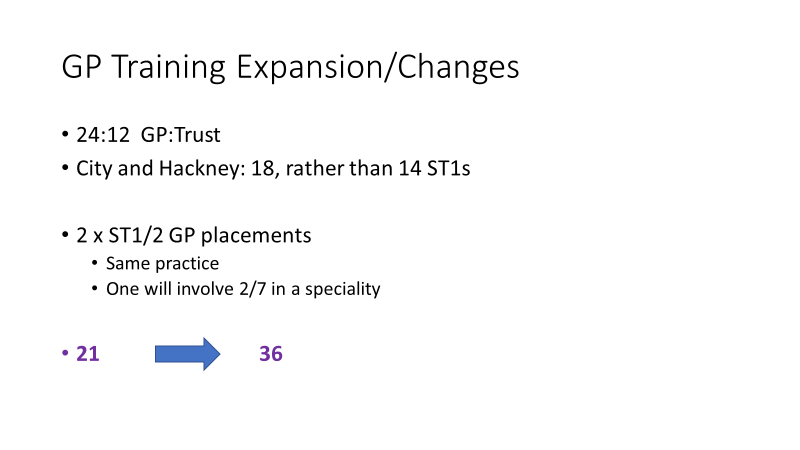 GP Training Expansion/Changes
• 24:12 GP:Trust
• City and Hackney: 18, rather than 14 ST1s
• 2 x ST1/2 GP placements
• Same practice
• One will involve 2/7 in a speciality
• 21 36